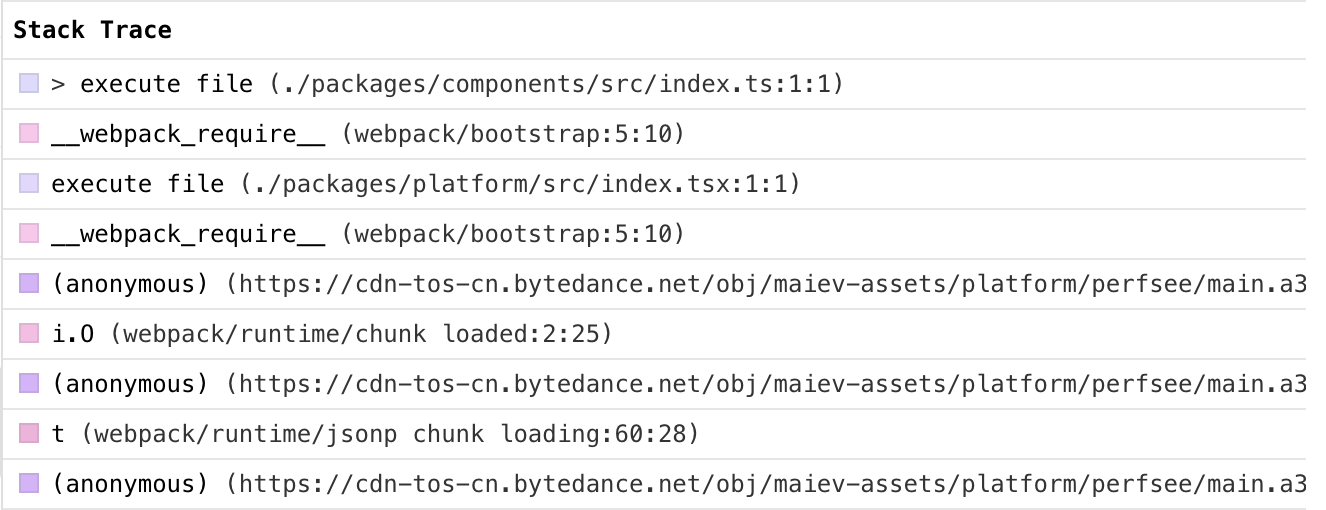 Stack Trace
> execute file (./packages/components/src/index.ts:1:1)
__webpack_require__ (webpack/bootstrap:5:10)
execute file (./packages/platform/src/index.tsx:1:1)
__webpack_require__ (webpack/bootstrap:5:10)
(anonymous) (https://cdn-tos-cn.bytedance.net/obj/maiev-assets/platform/perfsee/main.a3
i.O (webpack/runtime/chunk loaded:2:25)
(anonymous) (https://cdn-tos-cn.bytedance.net/obj/maiev-assets/platform/perfsee/main.a3
t (webpack/runtime/jsonp chunk loading:60:28)
(anonymous) (https://cdn-tos-cn.bytedance.net/obj/maiev-assets/platform/perfsee/main.a3